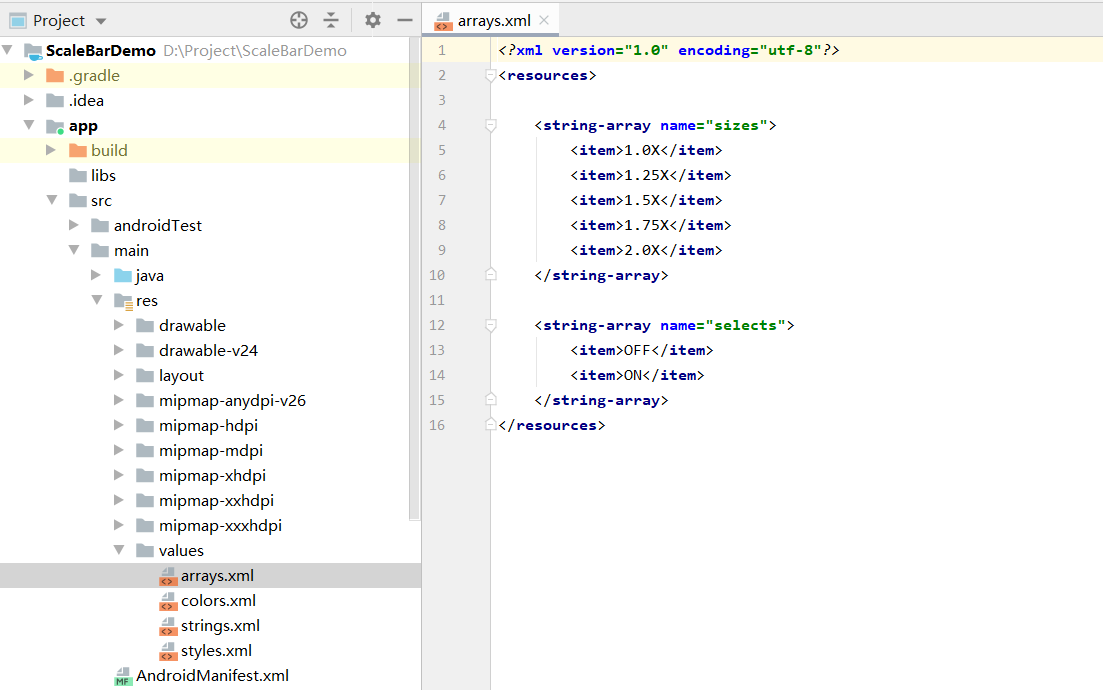 Project
ScaleBarDemo D:\Project\ScaleBarDemo
.gradle
.idea
app
build
libs
src
androidTest
main
java
res
drawable
drawable-v24
layout
mipmap-anydpi-v26
mipmap-hdpi
mipmap-mdpi
mipmap-xhdpi
mipmap-xxhdpi
mipmap-xxxhdpi
values
arrays.xml
colors.xml
strings.xml
styles.xml
MF AndroidManifest.xml
arrays.xml
1 <?xml version="1.0" encoding="utf-8"?>
2 <resources>
3
4 <string-array name="sizes">
5 <item>1.0X</item>
6 <item>1.25X</item>
7 <item>1.5X</item>
8 <item>1.75X</item>
9 <item>2.0X</item>
10 </string-array>
11
12 <string-array name="selects">
13 <item>OFF</item>
14 <item>ON</item>
15 </string-array>
16 </resources>